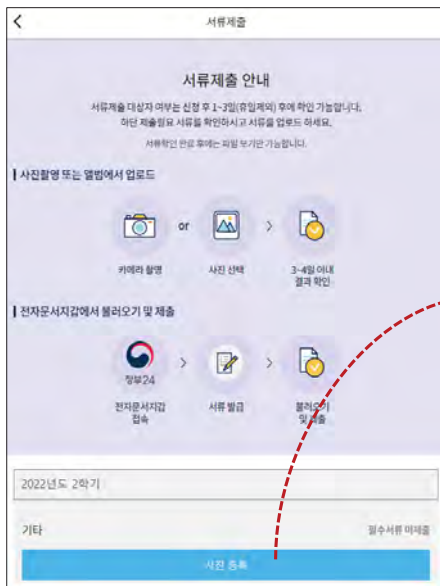 서류제출
서류제출 안내
서류제출 대상자 여부는 신청 후 1~3일(휴일제외) 후에 확인 가능합니다.
하단 제출필요 서류를 확인하시고 서류를 업로드 하세요.
서류확인 완료 후에는 파일 보기만 가능합니다.
사진촬영 또는 앨범에서 업로드
or
카메라 촬영 사진 선택 3~4일 이내
결과 확인
전자문서지갑에서 불러오기 및 제출
정부24
전자문서지갑 서류 발급 불러오기
접속 및 제출
2022년도 2학기
기타 필수서류 미제출
사진 등록